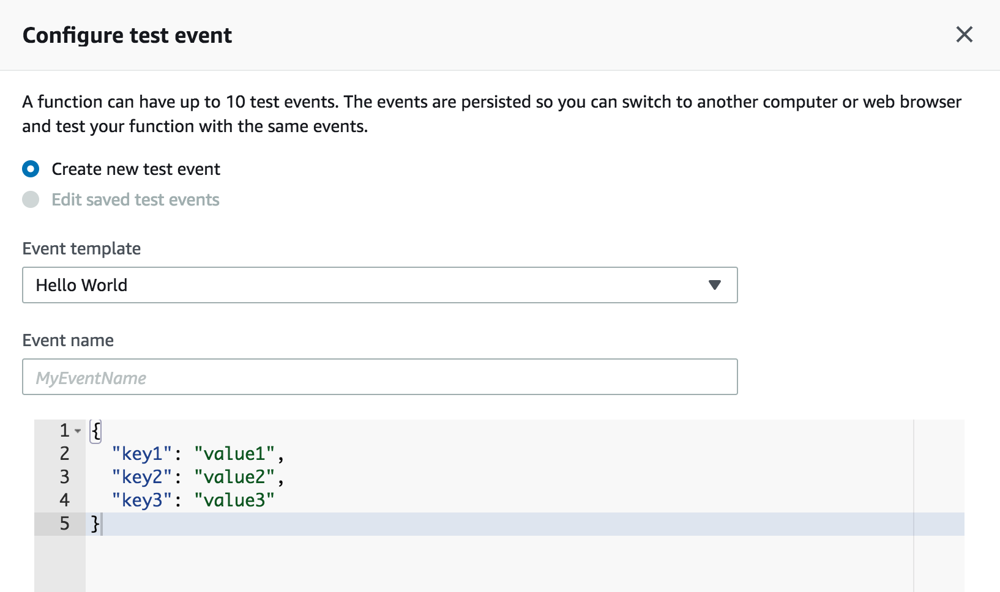 Configure test event
A function can have up to 10 test events. The events are persisted so you can switch to another computer or web browser
and test your function with the same events.
Create new test event
Edit saved test events
Event template
Hello World
Event name
MyEventName
1 {
2 "key1": "value1",
3 "key2": "value2",
4 "key3": "value3"
5 }